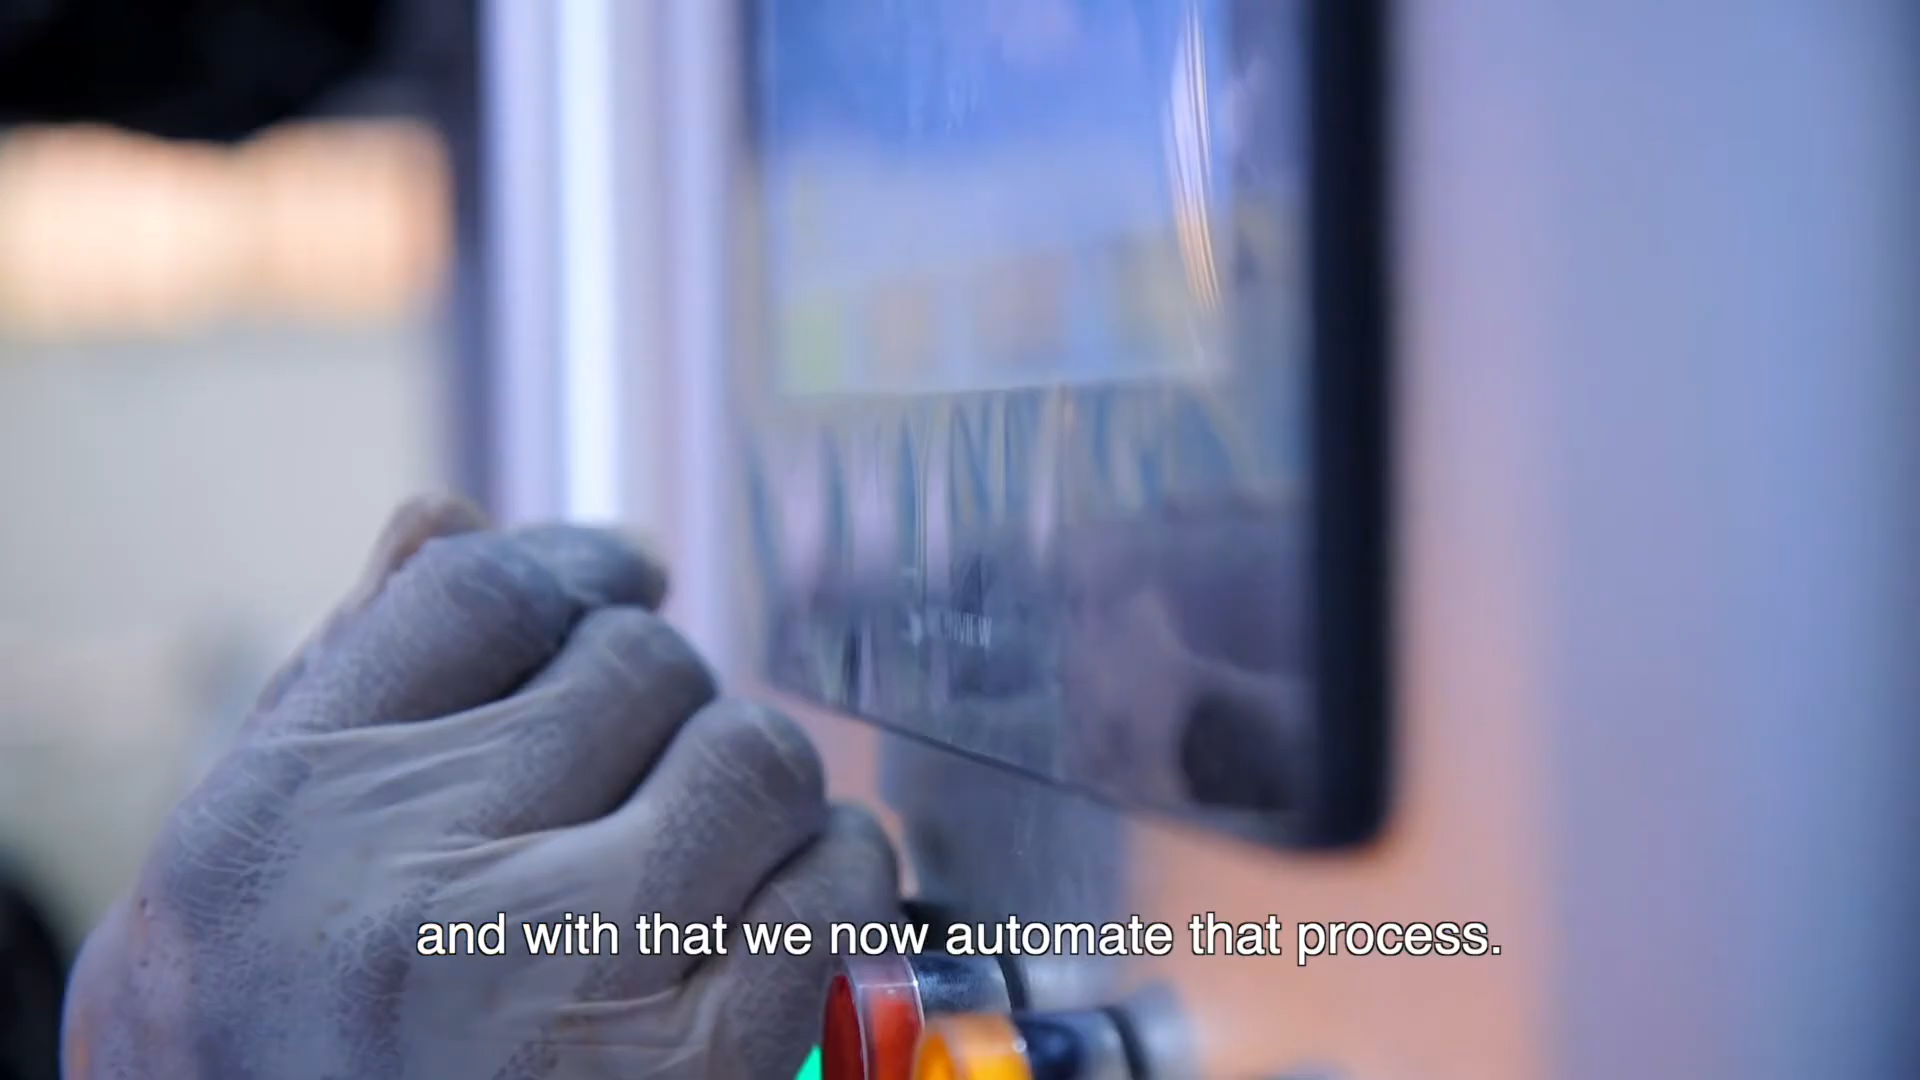 and with that we now automate that process.